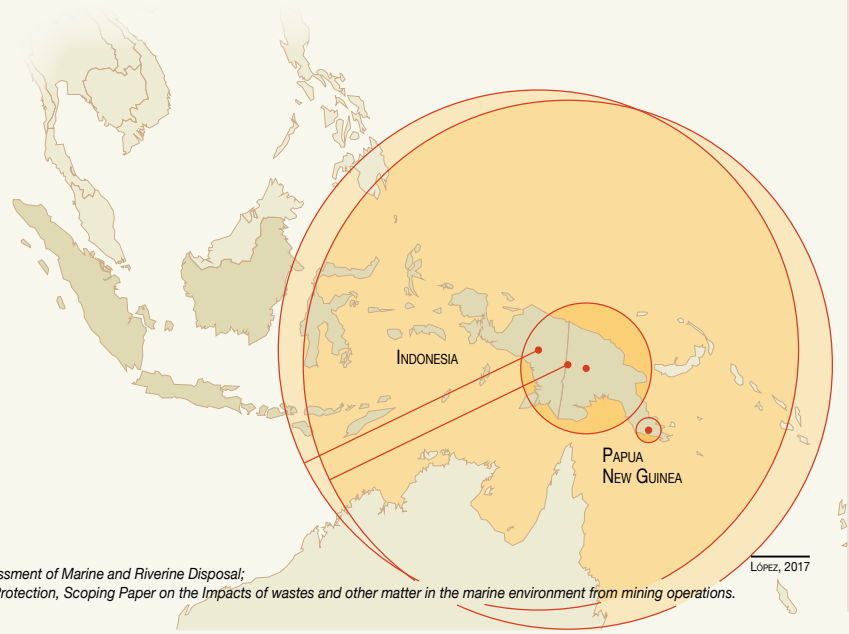 INDONESIA
PAPUA
NEW GUINEA
LÓPEZ, 2017
ssment of Marine and Riverine Disposal;
Protection, Scoping Paper on the Impacts of wastes and other matter in the marine environment from mining operations.